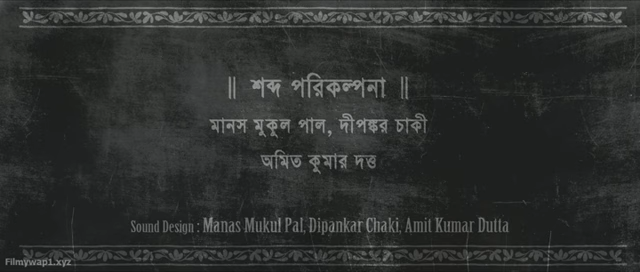 ॥ শব্দ পরিকল্পনা ॥
মানস মুকুল পাল, দীপঙ্কর চাকী
অমিত কুমার দত্ত
Sound Design : Manas Mukul Pal, Dipankar Chaki, Amit Kumar Dutta
Filmywap1.xyz